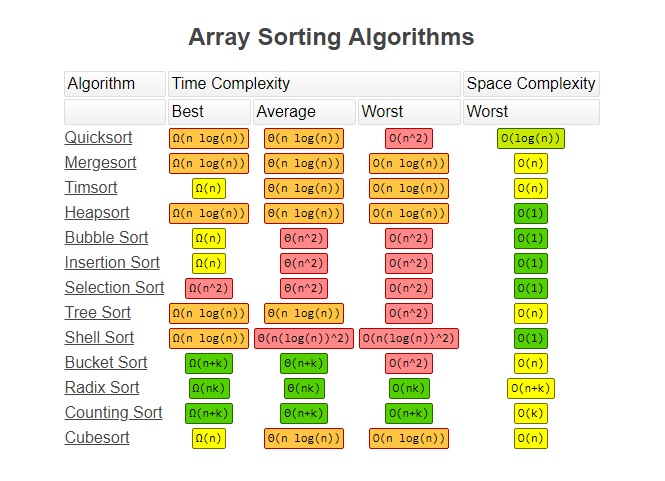 Array Sorting Algorithms
Algorithm Time Complexity Space Complexity
Best Average Worst Worst
Quicksort Ω(n log(n)) Θ(n log(n)) O(n^2) O(log(n))
Mergesort Ω(n log(n)) Θ(n log(n)) O(n log(n)) O(n)
Timsort Ω(n) Θ(n log(n)) O(n log(n)) O(n)
Heapsort Ω(n log(n)) Θ(n log(n)) O(n log(n)) O(1)
Bubble Sort Ω(n) Θ(n^2) O(n^2) O(1)
Insertion Sort Ω(n) Θ(n^2) O(n^2) O(1)
Selection Sort Ω(n^2) Θ(n^2) O(n^2) O(1)
Tree Sort Ω(n log(n)) Θ(n log(n)) O(n^2) O(n)
Shell Sort Ω(n log(n)) Θ(n(log(n))^2) O(n(log(n))^2) O(1)
Bucket Sort Ω(n+k) Θ(n+k) O(n^2) O(n)
Radix Sort Ω(nk) Θ(nk) O(nk) O(n+k)
Counting Sort Ω(n+k) Θ(n+k) O(n+k) O(k)
Cubesort Ω(n) Θ(n log(n)) O(n log(n)) O(n)